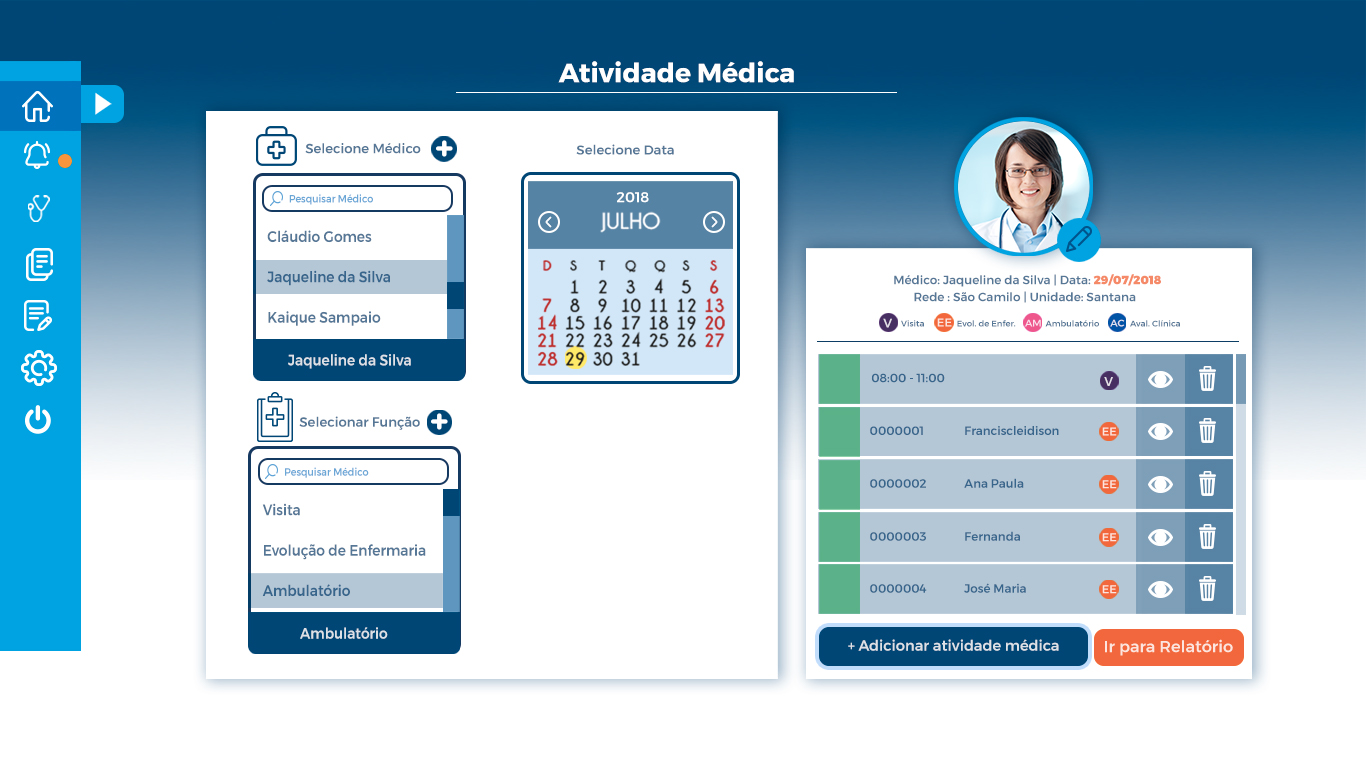 Atividade Médica
Selecione Médico
Pesquisar Médico
Cláudio Gomes
Jaqueline da Silva
Kaique Sampaio
Jaqueline da Silva
Selecionar Função
Pesquisar Médico
Visita
Evolução de Enfermaria
Ambulatório
Ambulatório
Selecione Data
2018
JULHO
D S T Q Q S S
1 2 3 4 5 6
7 8 9 10 11 12 13
14 15 16 17 18 19 20
21 22 23 24 25 26 27
28 29 30 31
Médico: Jaqueline da Silva | Data: 29/07/2018
Rede : São Camilo | Unidade: Santana
V Visita EE Evol. de Enfer. AM Ambulatório AC Aval. Clínica
08:00 - 11:00 V
0000001 Franciscleidison EE
0000002 Ana Paula EE
0000003 Fernanda EE
0000004 José Maria EE
+ Adicionar atividade médica
Ir para Relatório